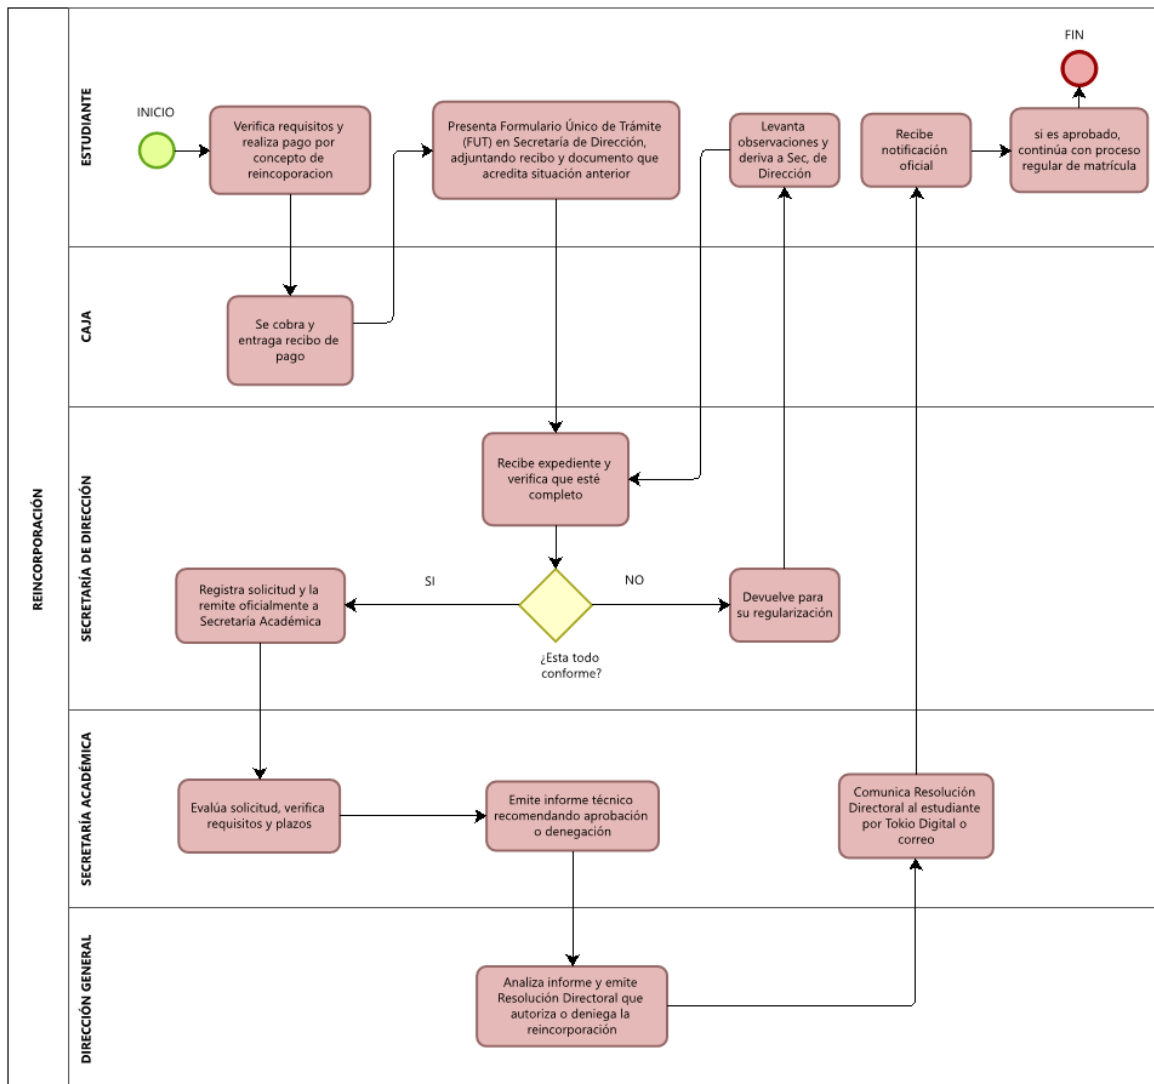 REINCORPORACIÓN
ESTUDIANTE
INICIO
Verifica requisitos y
realiza pago por
concepto de
reincoporacion
Presenta Formulario Único de Trámite
(FUT) en Secretaría de Dirección,
adjuntando recibo y documento que
acredita situación anterior
Levanta
observaciones y
deriva a Sec, de
Dirección
Recibe
notificación
oficial
FIN
si es aprobado,
continúa con proceso
regular de matrícula
CAJA
Se cobra y
entraga recibo de
pago
SECRETARÍA DE DIRECCIÓN
Recibe expediente y
verifica que esté
completo
SI
NO
¿Esta todo
conforme?
Registra solicitud y la
remite oficialmente a
Secretaría Académica
Devuelve para
su regularización
SECRETARÍA ACADÉMICA
Evalúa solicitud, verifica
requisitos y plazos
Emite informe técnico
recomendando aprobación
o denegación
Comunica Resolución
Directoral al estudiante
por Tokio Digital o
correo
DIRECCIÓN GENERAL
Analiza informe y emite
Resolución Directoral que
autoriza o deniega la
reincorporación